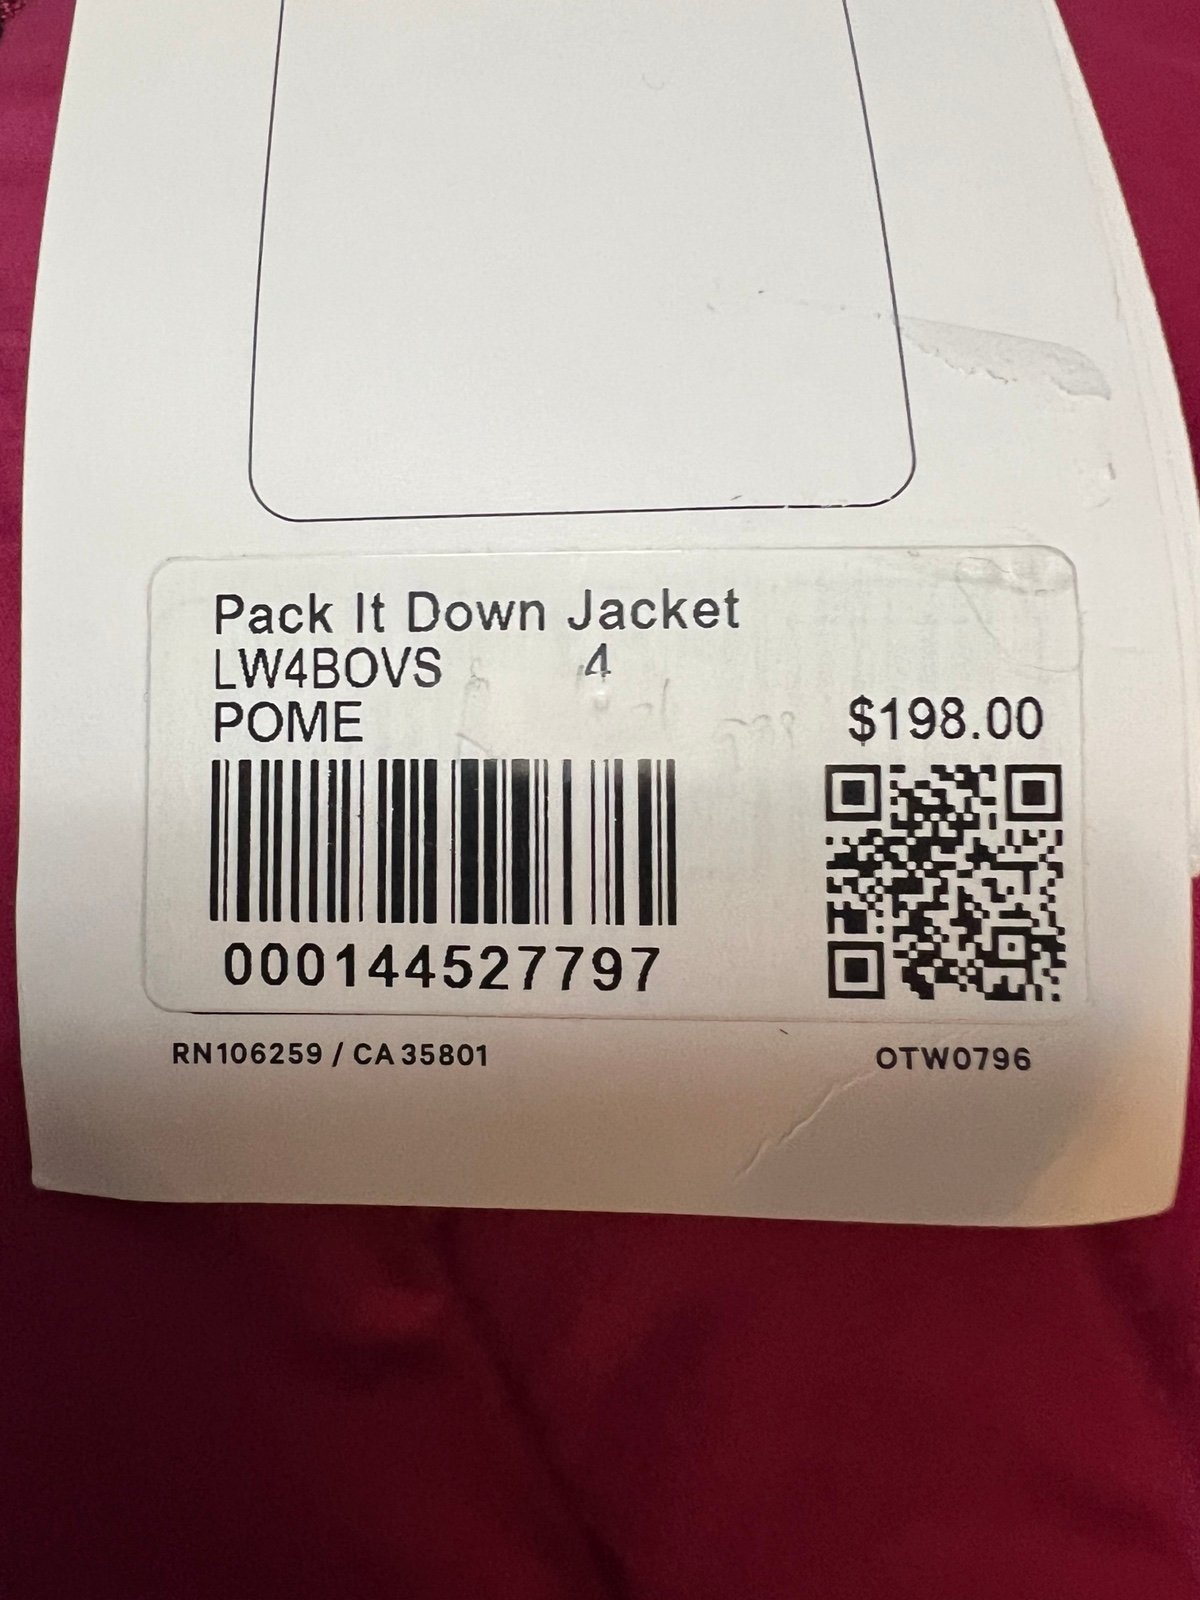 Pack It Down Jacket
LW4BOVS 4
POME
$198.00
000144527797
RN106259 / CA 35801
OTW0796